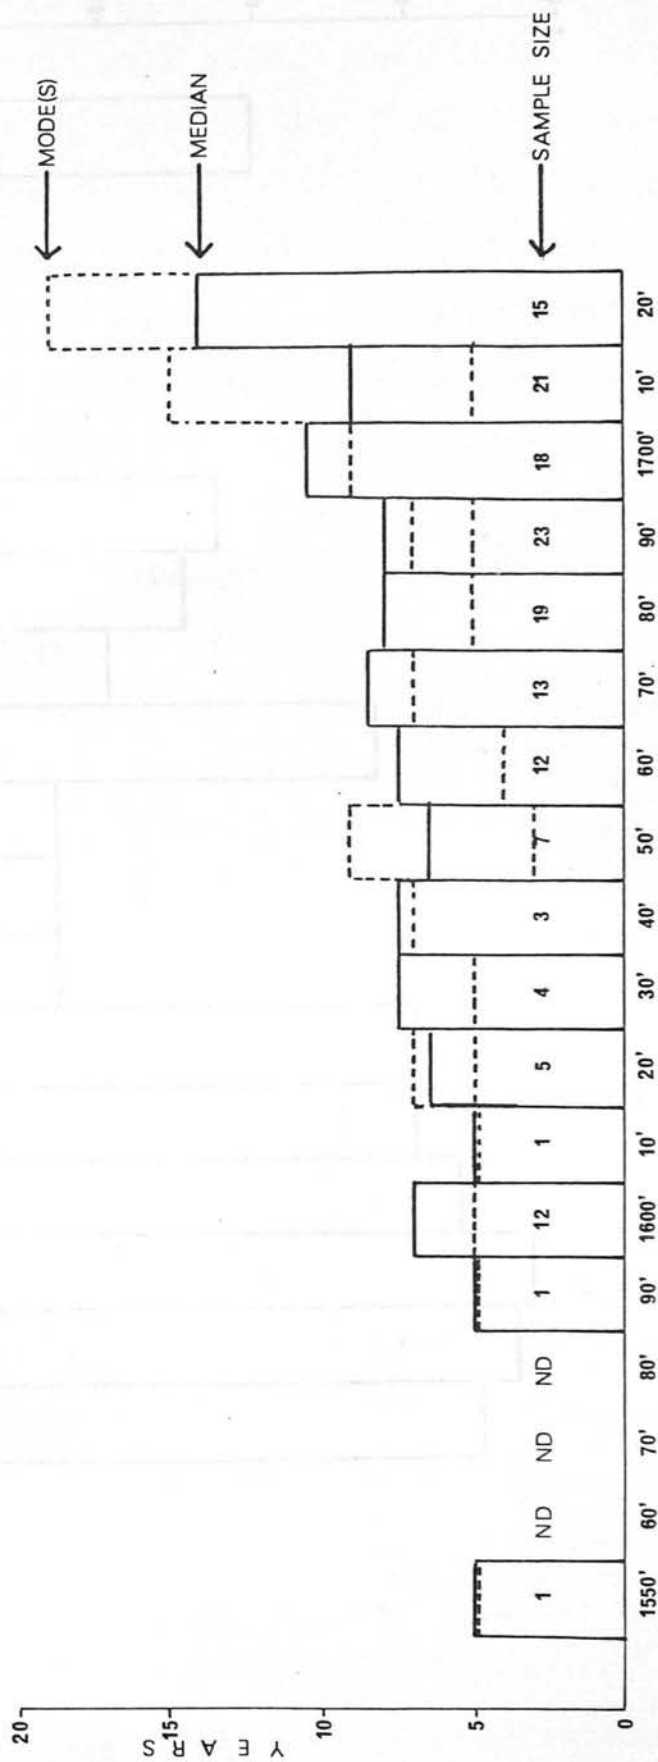 MODE(S)
MEDIAN
SAMPLE SIZE
YEARS
20
15
10
5
0
1 ND ND ND 1 12 1 5 4 3 7 12 13 19 23 18 21 15
1550' 60' 70' 80' 90' 1600' 10' 20' 30' 40' 50' 60' 70' 80' 90' 1700' 10' 20'